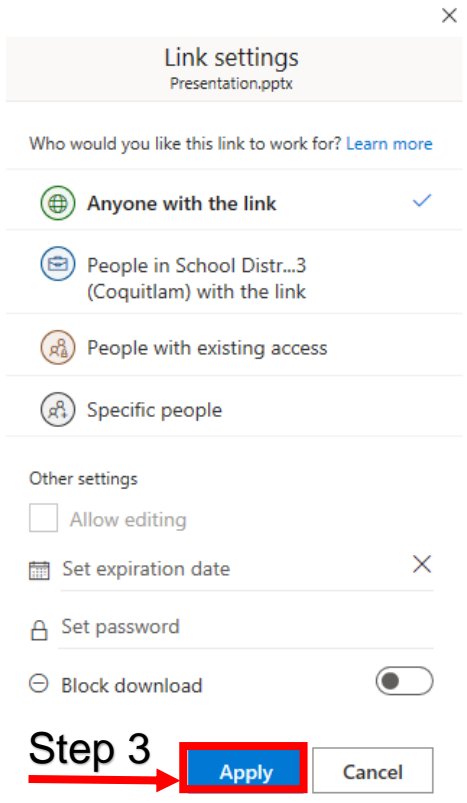 Link settings
Presentation.pptx
Who would you like this link to work for? Learn more
Anyone with the link
People in School Distr...3
(Coquitlam) with the link
People with existing access
Specific people
Other settings
Allow editing
Set expiration date
Set password
Block download
Step 3
Apply
Cancel